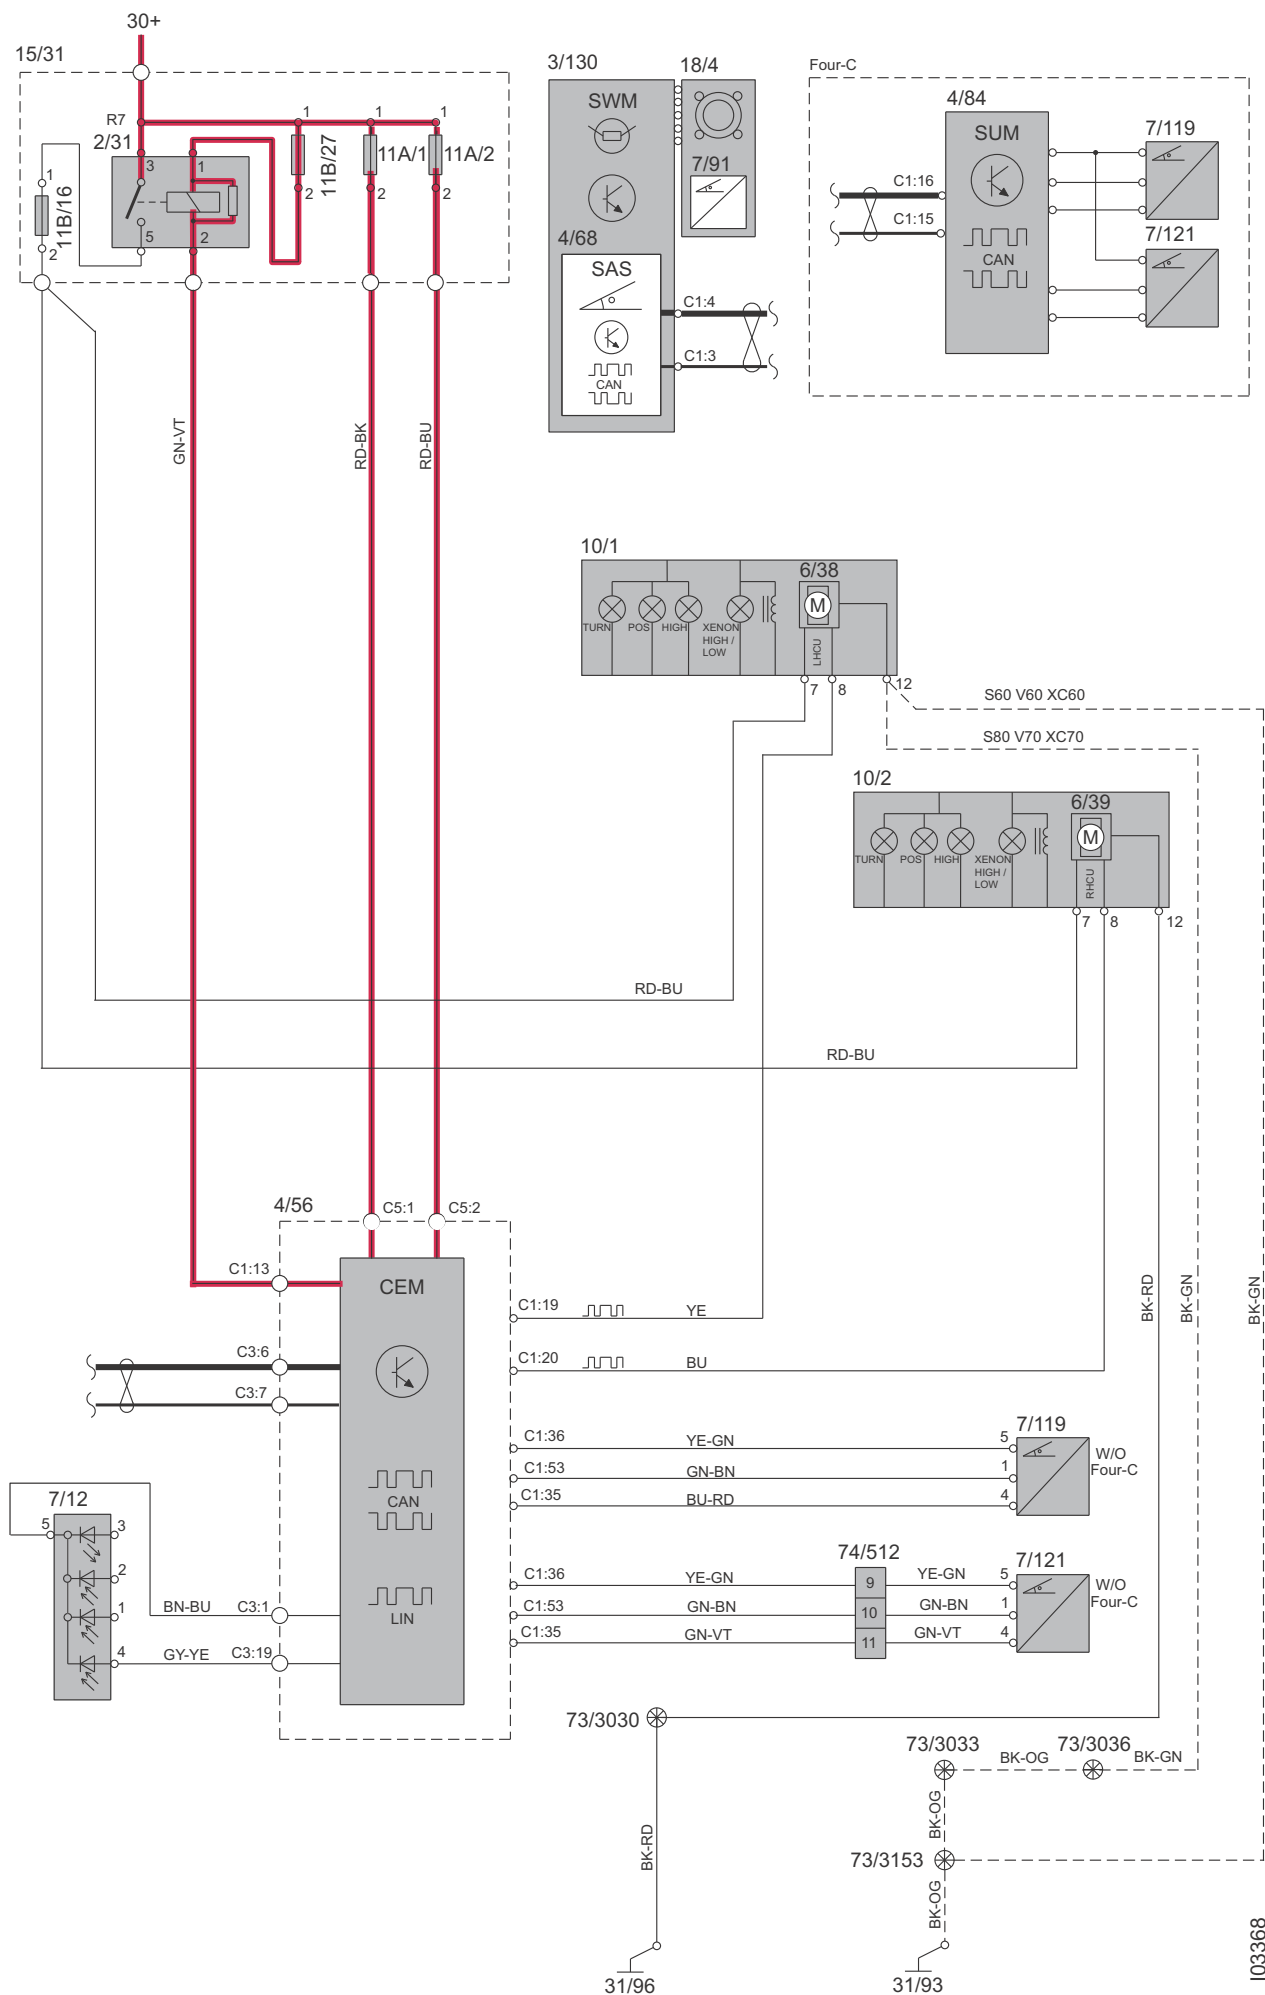 30+
15/31
R7
2/31
3
1
5
2
1
11B/16
2
1
11B/27
2
1
11A/1
2
1
11A/2
2
3/130
SWM
18/4
7/91
4/68
SAS
CAN
C1:4
C1:3
Four-C
4/84
SUM
C1:16
C1:15
CAN
7/119
7/121
GN-VT
RD-BK
RD-BU
10/1
6/38
M
TURN
POS
HIGH
XENON
HIGH /
LOW
LHCU
7
8
12
S60 V60 XC60
S80 V70 XC70
10/2
6/39
M
TURN
POS
HIGH
XENON
HIGH /
LOW
RHCU
7
8
12
RD-BU
RD-BU
4/56
C5:1
C5:2
C1:13
CEM
C3:6
C3:7
CAN
LIN
C1:19
YE
C1:20
BU
BK-RD
BK-GN
BK-GN
C1:36
YE-GN
5
C1:53
GN-BN
1
C1:35
BU-RD
4
7/119
W/O
Four-C
7/12
5
3
2
1
4
BN-BU
C3:1
GY-YE
C3:19
74/512
C1:36
YE-GN
9
YE-GN
5
C1:53
GN-BN
10
GN-BN
1
C1:35
GN-VT
11
GN-VT
4
7/121
W/O
Four-C
73/3030
BK-RD
31/96
73/3033
BK-OG
73/3036
BK-GN
BK-OG
73/3153
BK-OG
31/93
I03368